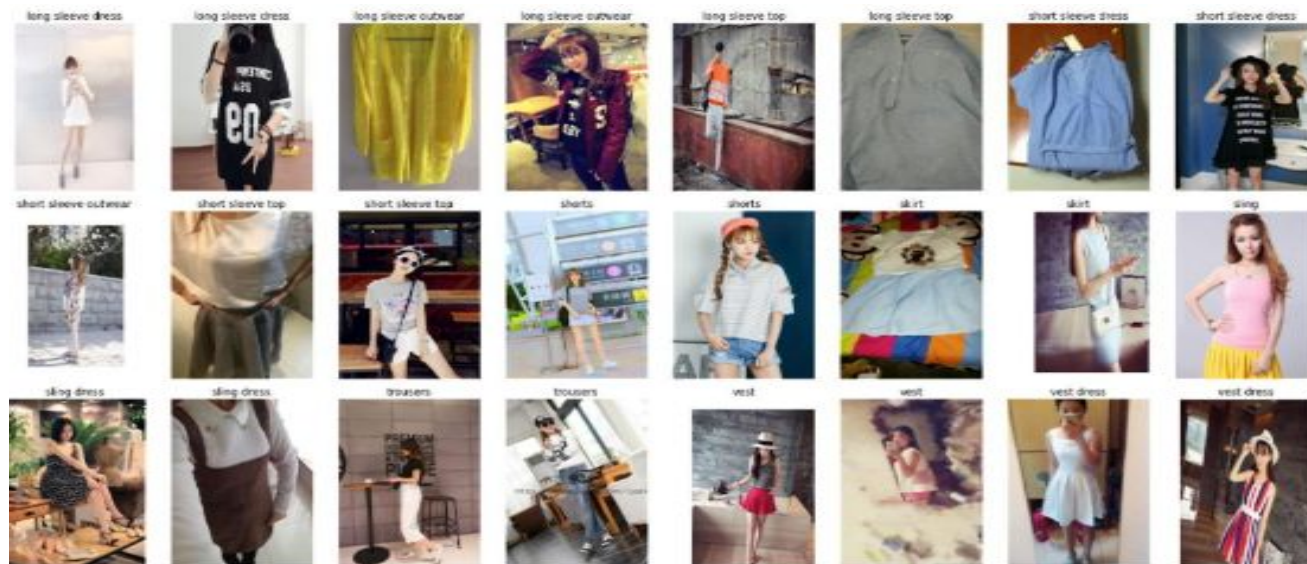 long sleeve dress long sleeve dress long sleeve outwear long sleeve outwear long sleeve top long sleeve top short sleeve dress short sleeve dress
90
S
short sleeve outwear short sleeve top short sleeve top shorts shorts skirt skirt sling
sling dress sling dress trousers trousers vest vest vest dress vest dress
PREMIUM